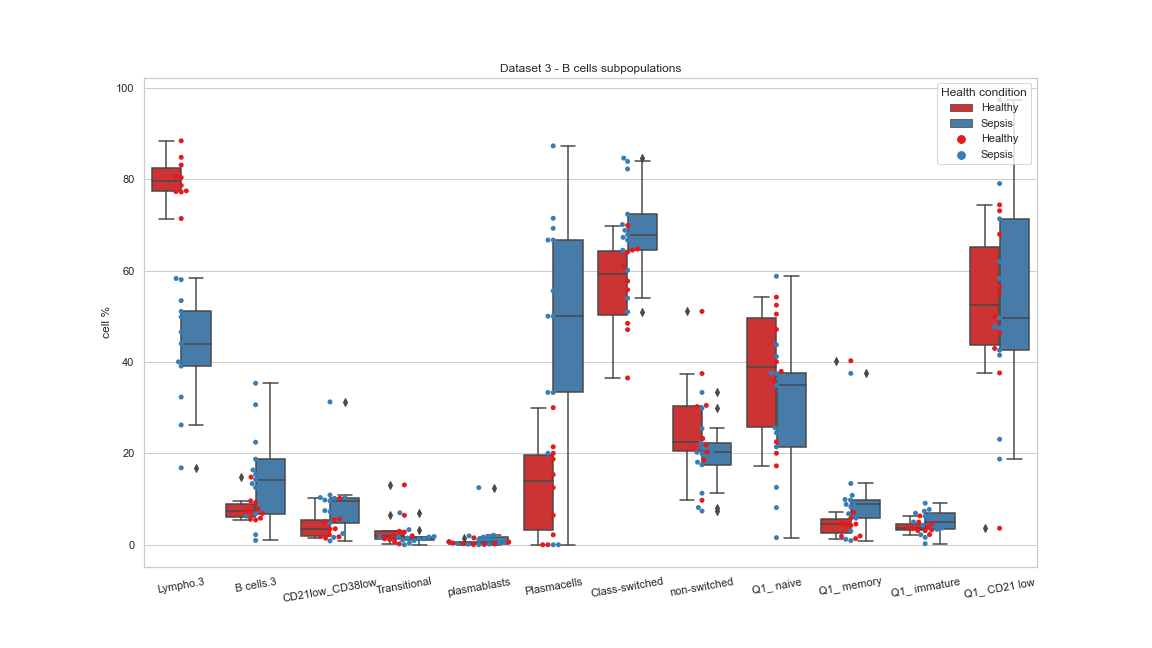 Dataset 3 - B cells subpopulations
100
80
60
40
20
0
cell %
Health condition
Healthy
Sepsis
Healthy
Sepsis
Lympho.3
B cells.3
CD21low_CD38low
Transitional
plasmablasts
Plasmacells
Class-switched
non-switched
Q1_ naive
Q1_ memory
Q1_ immature
Q1_ CD21 low